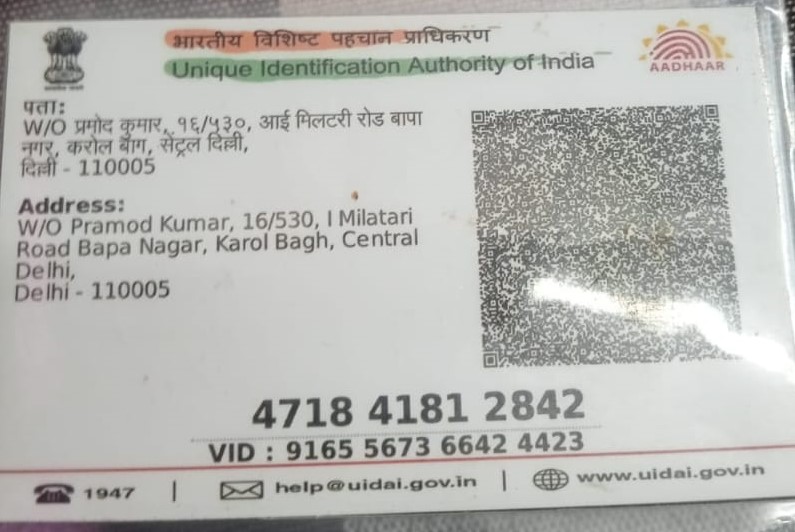 भारतीय विशिष्ट पहचान प्राधिकरण
Unique Identification Authority of India
AADHAAR
पता:
W/O प्रमोद कुमार, १६/५३०, आई मिलटरी रोड बापा
नगर, करोल बाग, सेंट्रल दिल्ली,
दिल्ली - 110005
Address:
W/O Pramod Kumar, 16/530, I Milatari
Road Bapa Nagar, Karol Bagh, Central
Delhi,
Delhi - 110005
4718 4181 2842
VID : 9165 5673 6642 4423
1947 | help@uidai.gov.in | www.uidai.gov.in